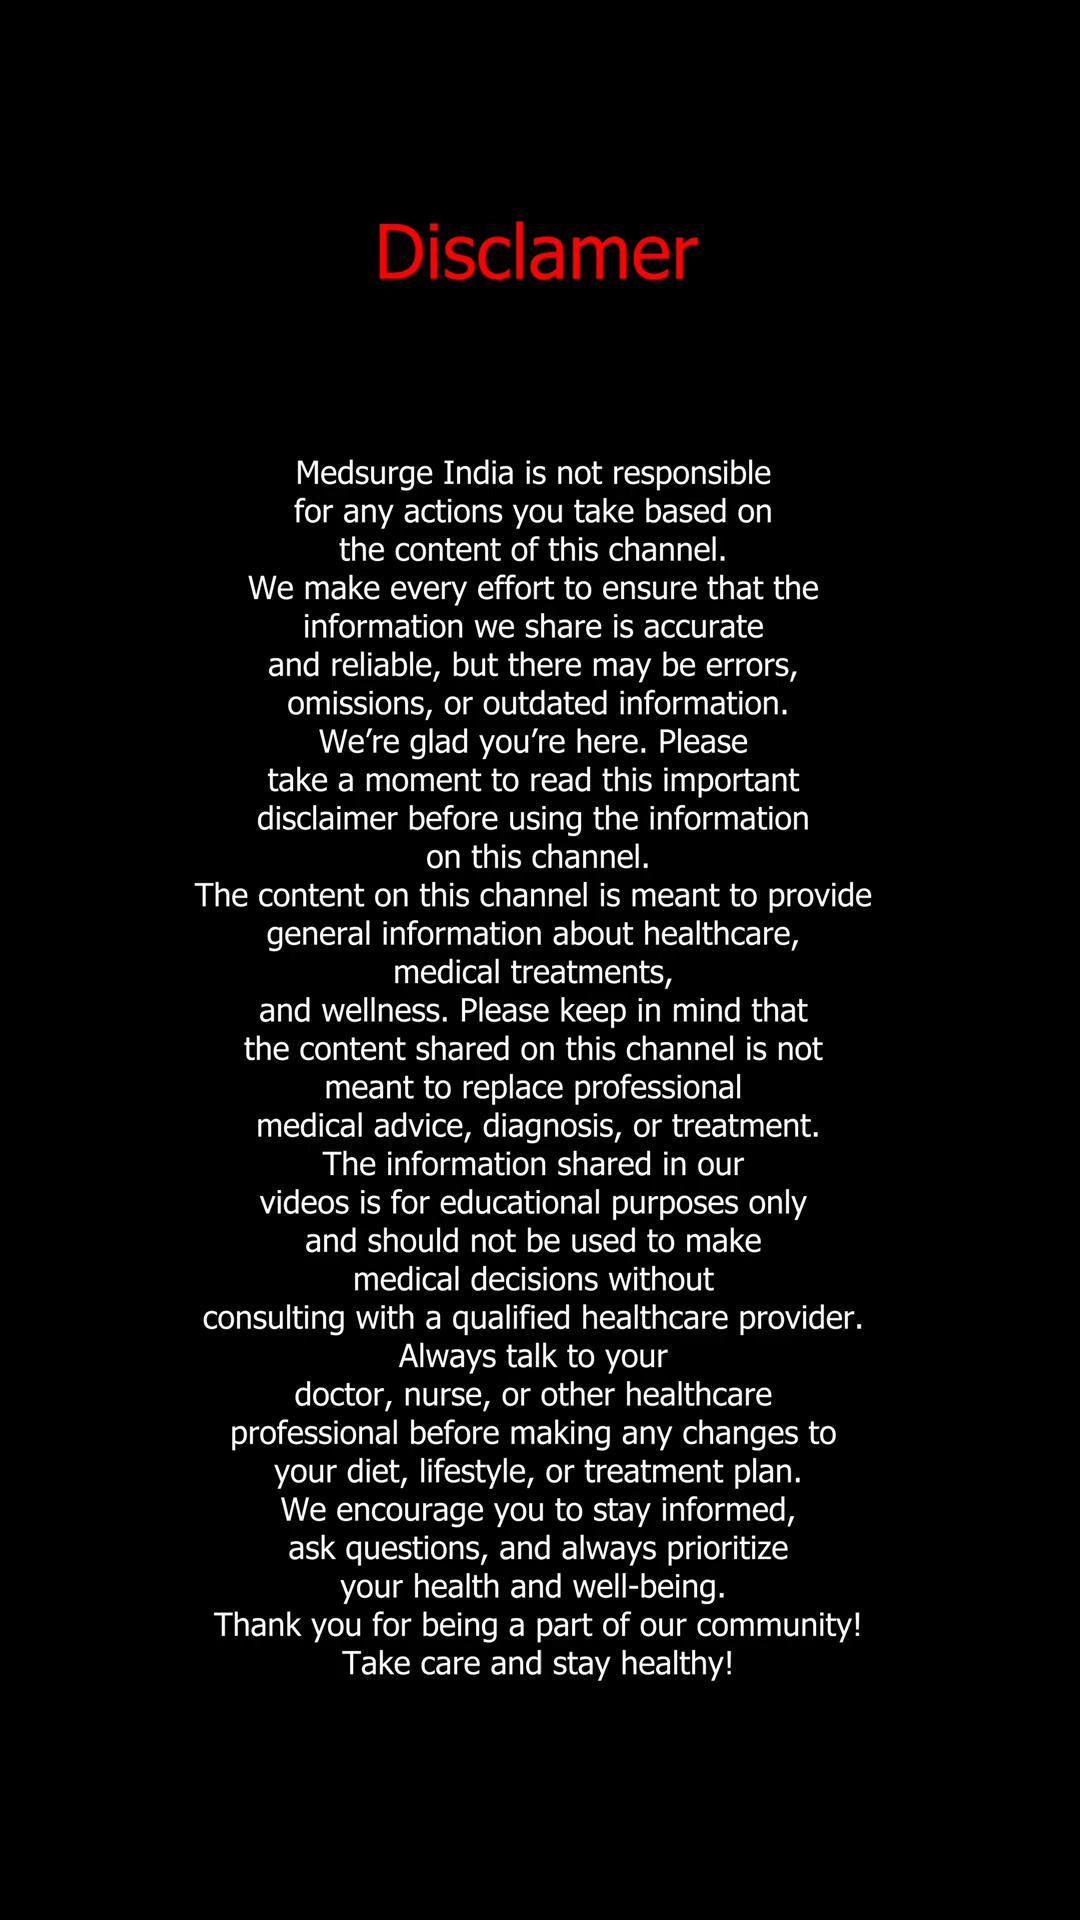 Disclamer
Medsurge India is not responsible
for any actions you take based on
the content of this channel.
We make every effort to ensure that the
information we share is accurate
and reliable, but there may be errors,
omissions, or outdated information.
We’re glad you’re here. Please
take a moment to read this important
disclaimer before using the information
on this channel.
The content on this channel is meant to provide
general information about healthcare,
medical treatments,
and wellness. Please keep in mind that
the content shared on this channel is not
meant to replace professional
medical advice, diagnosis, or treatment.
The information shared in our
videos is for educational purposes only
and should not be used to make
medical decisions without
consulting with a qualified healthcare provider.
Always talk to your
doctor, nurse, or other healthcare
professional before making any changes to
your diet, lifestyle, or treatment plan.
We encourage you to stay informed,
ask questions, and always prioritize
your health and well-being.
Thank you for being a part of our community!
Take care and stay healthy!